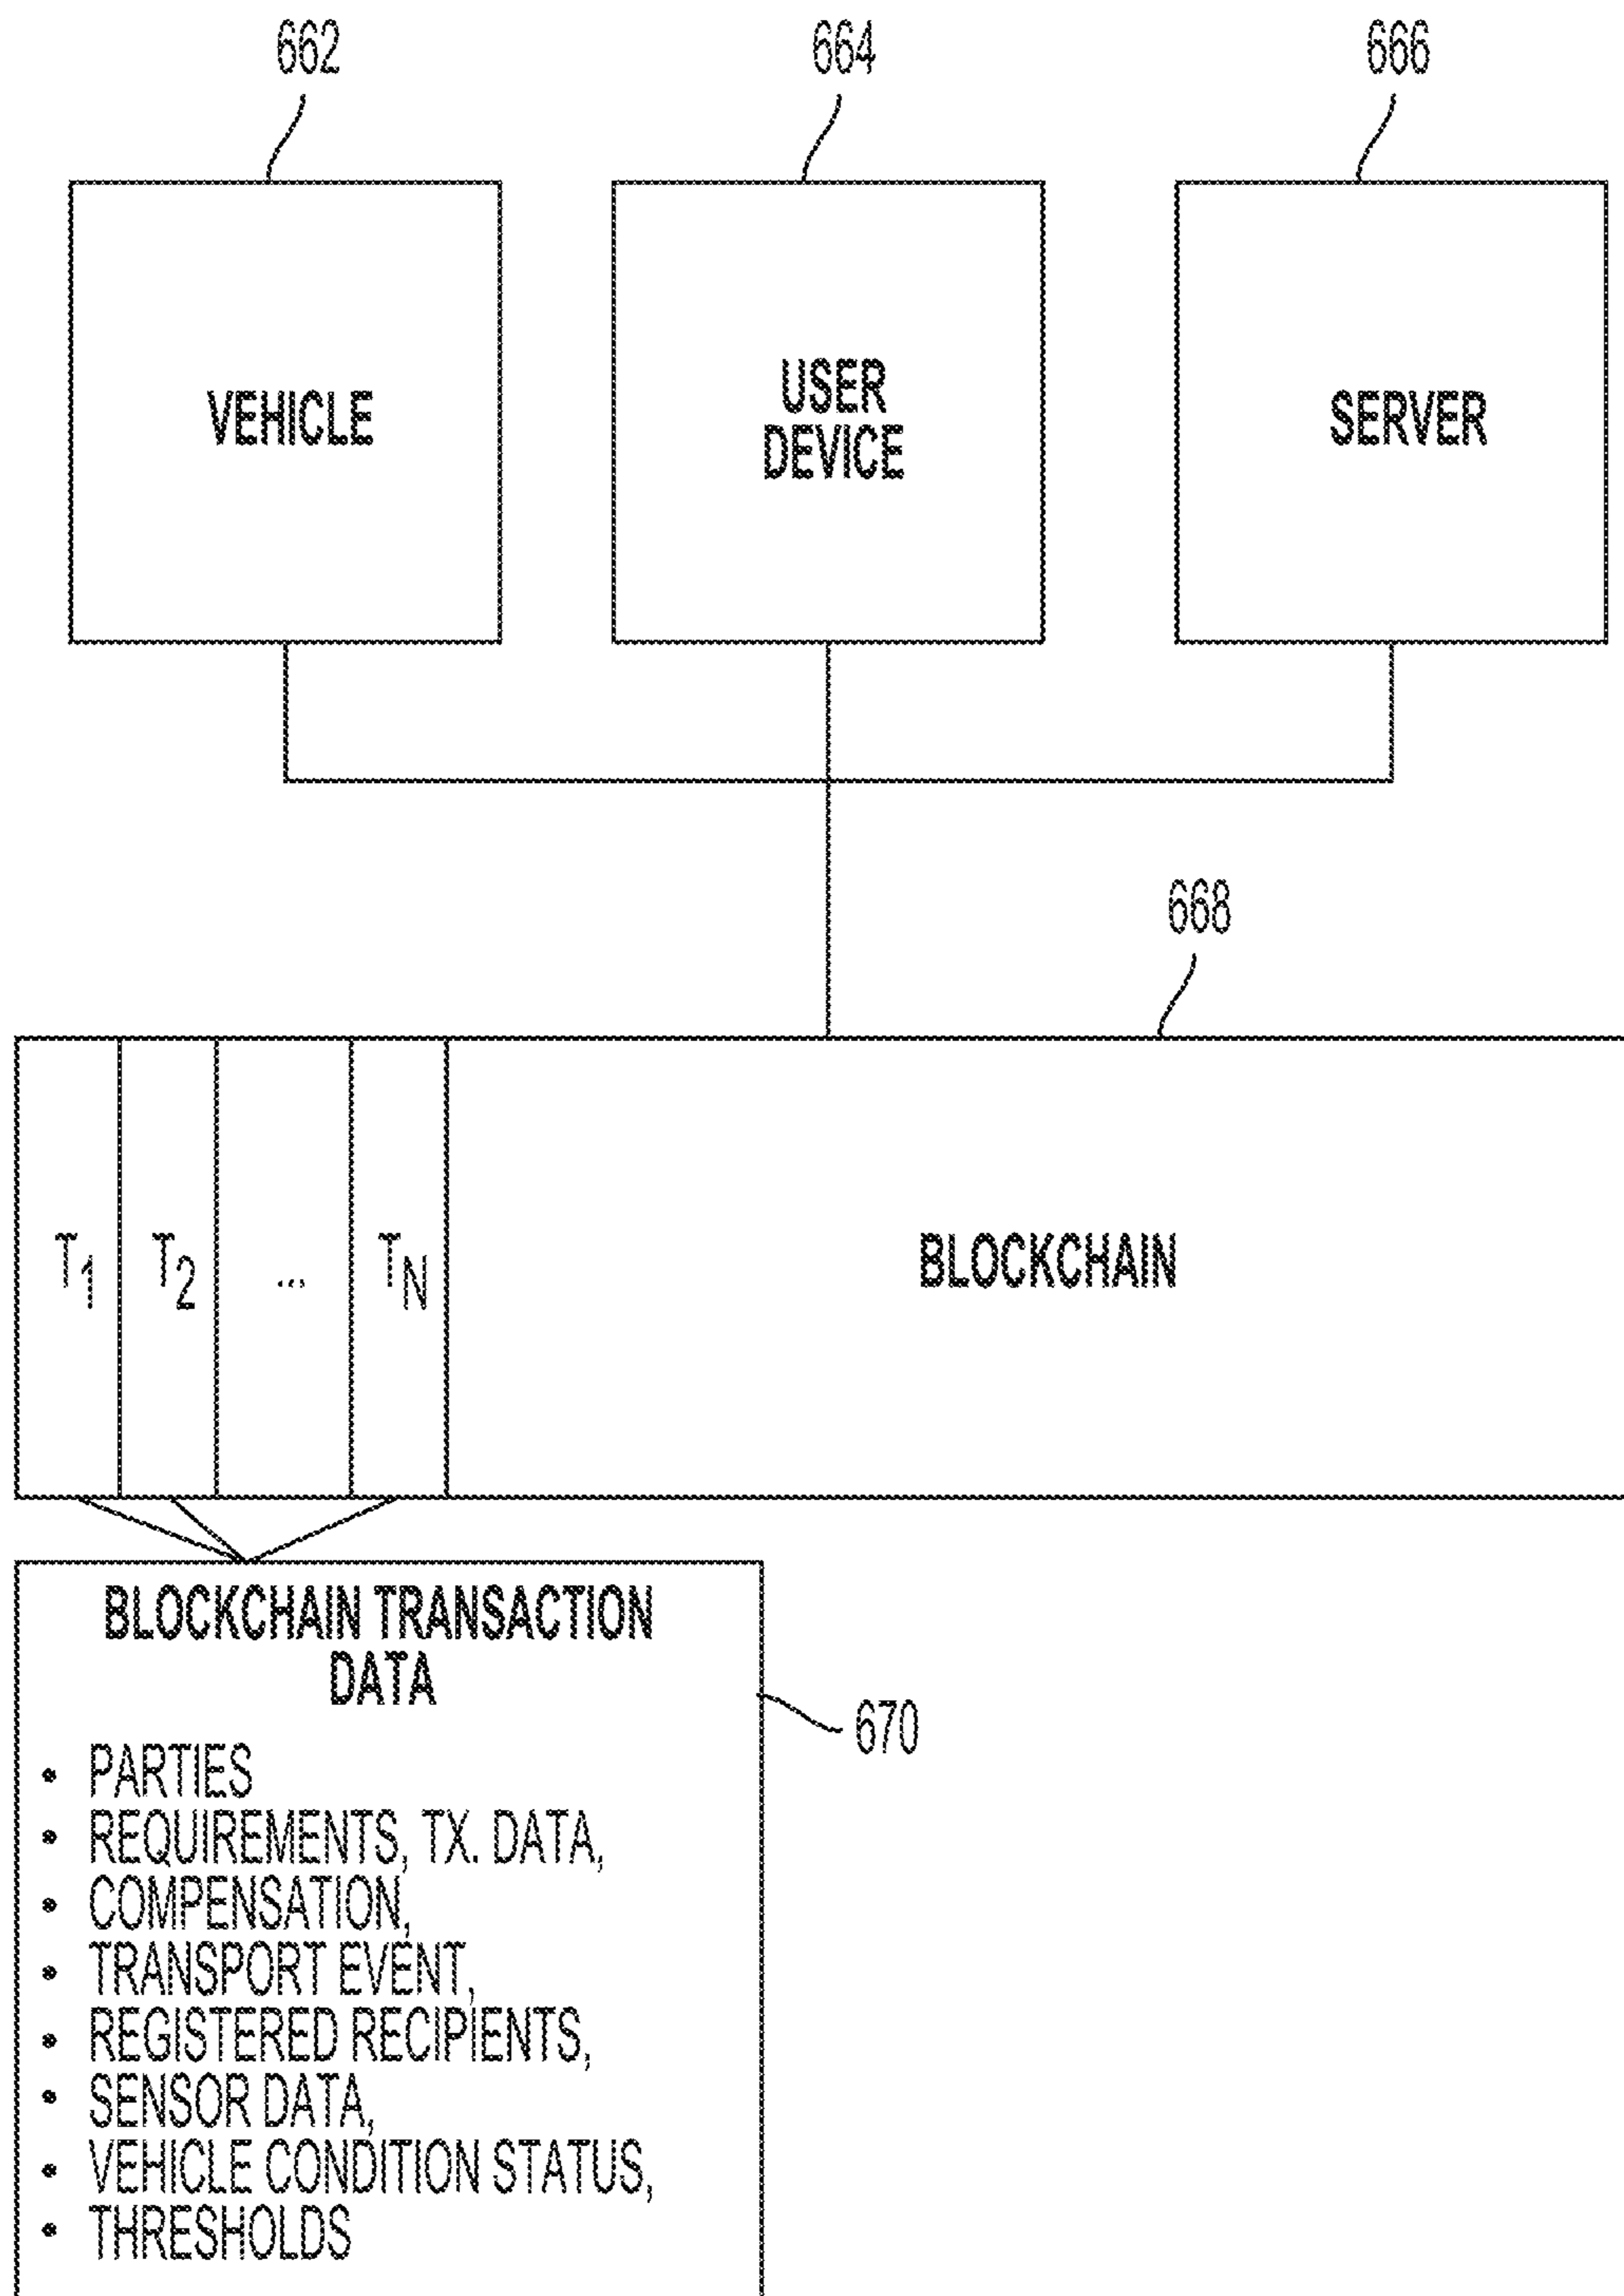 662
664
666
VEHICLE
USER
DEVICE
SERVER
668
T1
T2
...
TN
BLOCKCHAIN
BLOCKCHAIN TRANSACTION
DATA
670
• PARTIES
• REQUIREMENTS, TX. DATA,
• COMPENSATION,
• TRANSPORT EVENT,
• REGISTERED RECIPIENTS,
• SENSOR DATA,
• VEHICLE CONDITION STATUS,
• THRESHOLDS